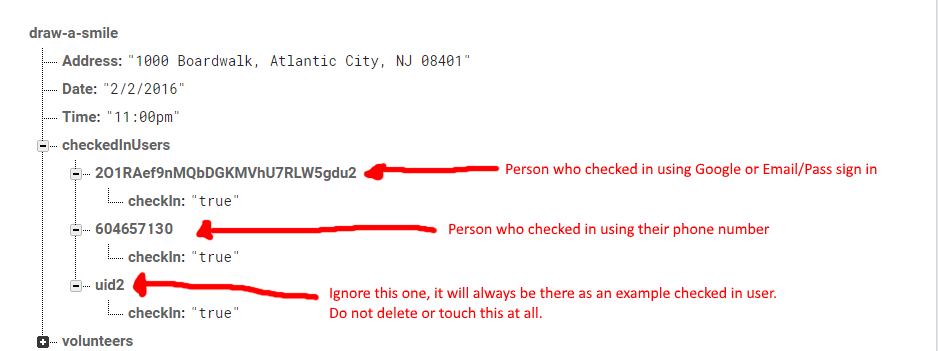 draw-a-smile
Address: "1000 Boardwalk, Atlantic City, NJ 08401"
Date: "2/2/2016"
Time: "11:00pm"
checkedInUsers
2O1RAef9nMQbDGKMVhU7RLW5gdu2 Person who checked in using Google or Email/Pass sign in
checkIn: "true"
604657130 Person who checked in using their phone number
checkIn: "true"
uid2 Ignore this one, it will always be there as an example checked in user.
Do not delete or touch this at all.
checkIn: "true"
volunteers